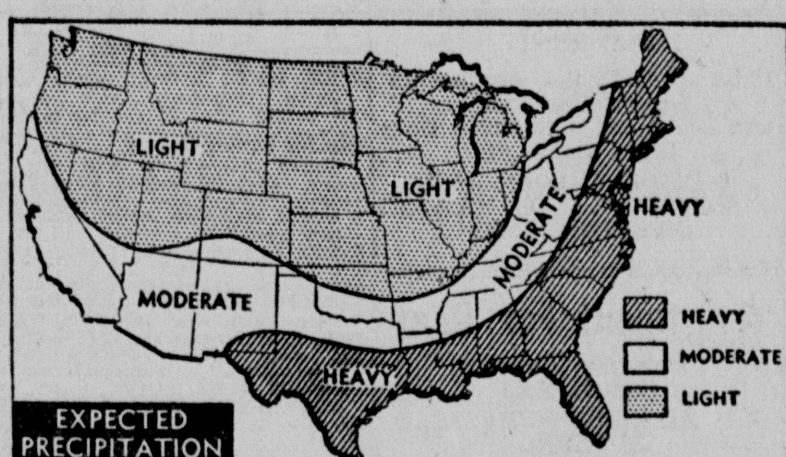 LIGHT
LIGHT
MODERATE
HEAVY
MODERATE
HEAVY
HEAVY
MODERATE
LIGHT
EXPECTED
PRECIPITATION